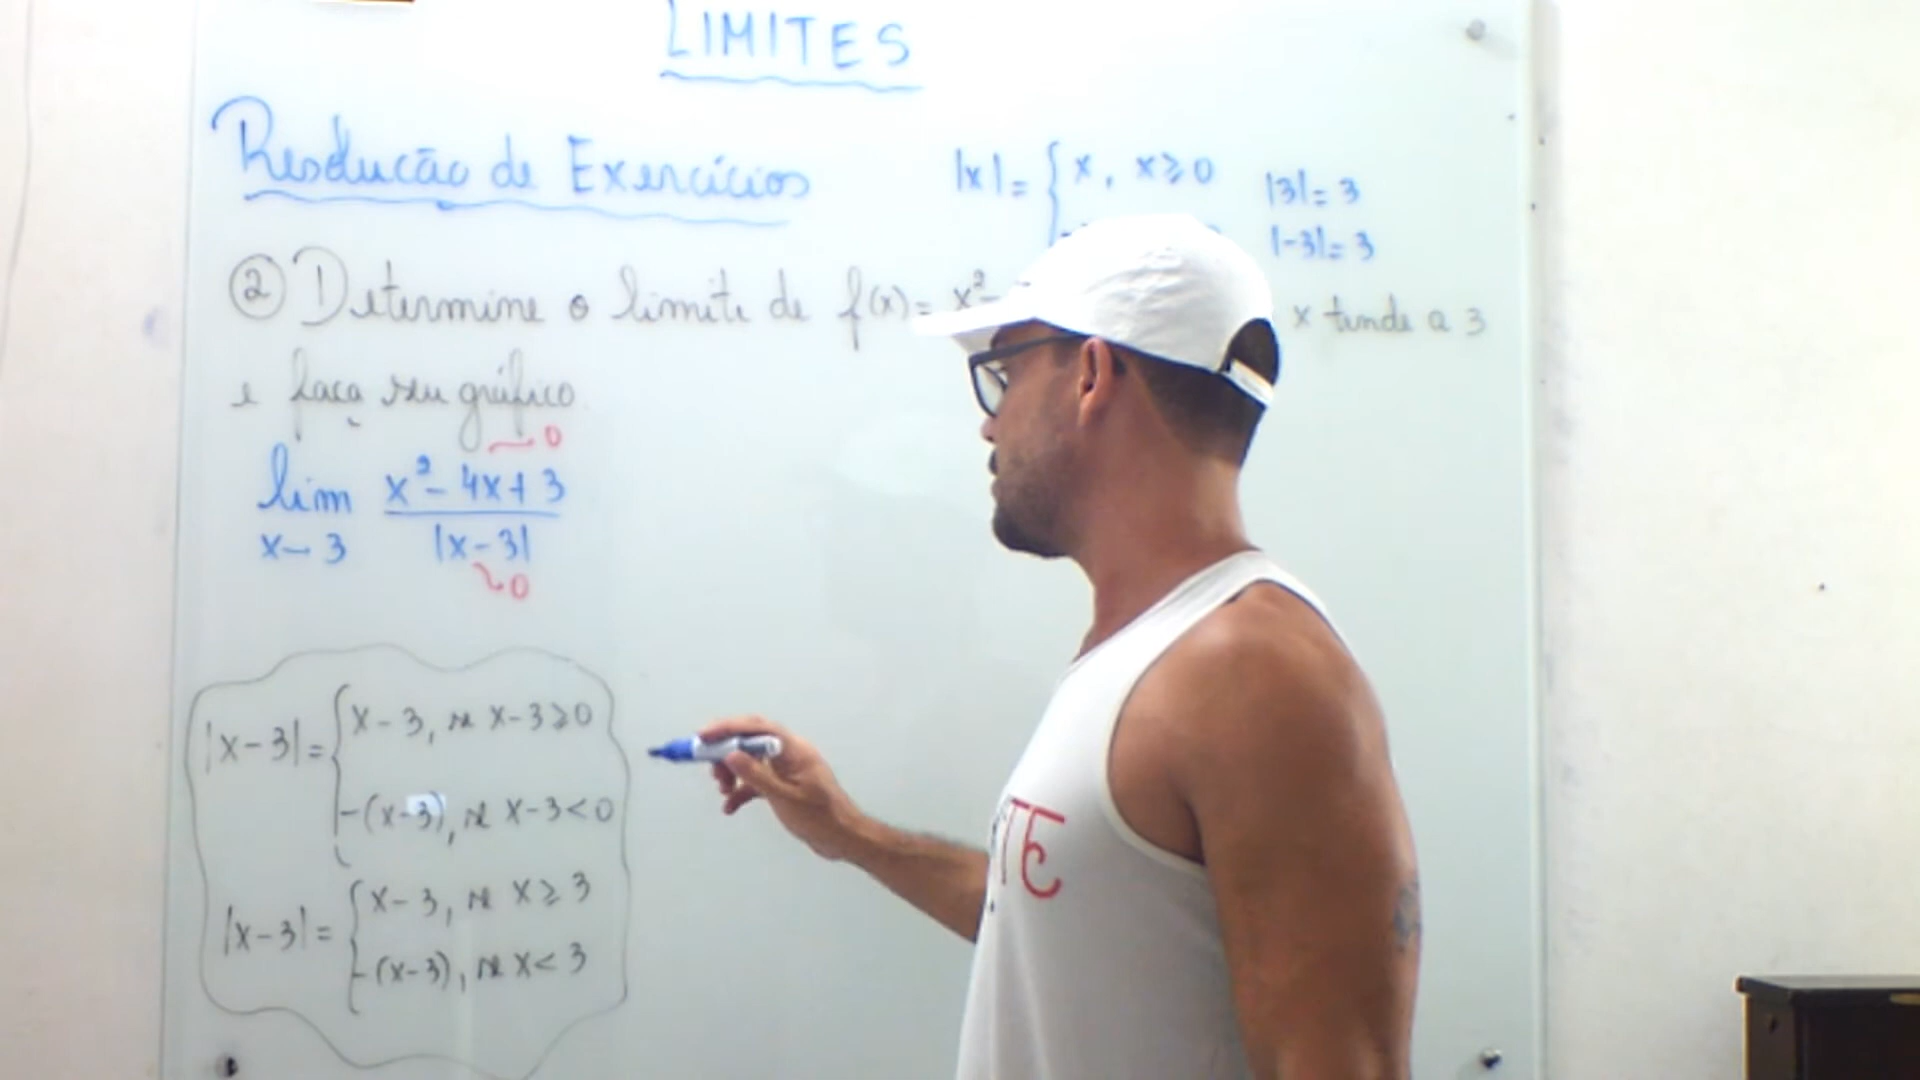 LIMITES
Resolução de Exercícios
|x| = { x, x ≥ 0
|3| = 3
|-3| = 3
② Determine o limite de f(x) = x² - x tende a 3
e faça seu gráfico.
→ 0
lim x² - 4x + 3
x → 3 |x - 3|
→ 0
|x - 3| = { x - 3, se x - 3 ≥ 0
-(x - 3), se x - 3 < 0
|x - 3| = { x - 3, se x ≥ 3
-(x - 3), se x < 3
TE